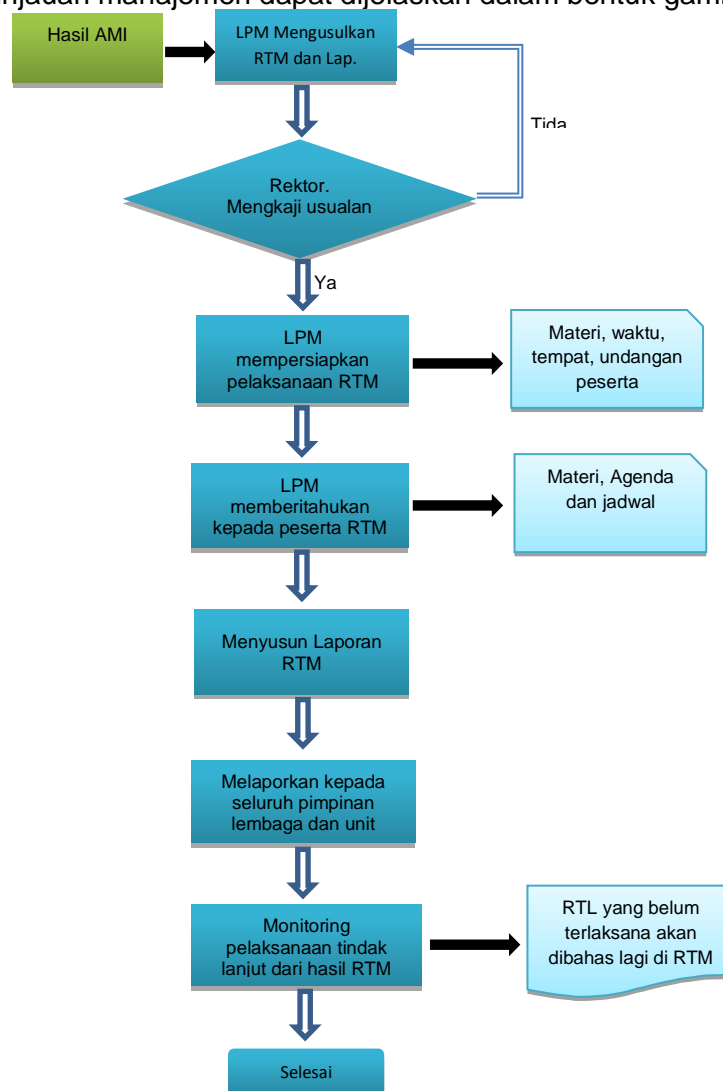 njauan manajemen dapat dijelaskan dalam bentuk gam
Hasil AMI
LPM Mengusulkan
RTM dan Lap.
Tida
Rektor.
Mengkaji usualan
Ya
LPM
mempersiapkan
pelaksanaan RTM
Materi, waktu,
tempat, undangan
peserta
LPM
memberitahukan
kepada peserta RTM
Materi, Agenda
dan jadwal
Menyusun Laporan
RTM
Melaporkan kepada
seluruh pimpinan
lembaga dan unit
Monitoring
pelaksanaan tindak
lanjut dari hasil RTM
RTL yang belum
terlaksana akan
dibahas lagi di RTM
Selesai